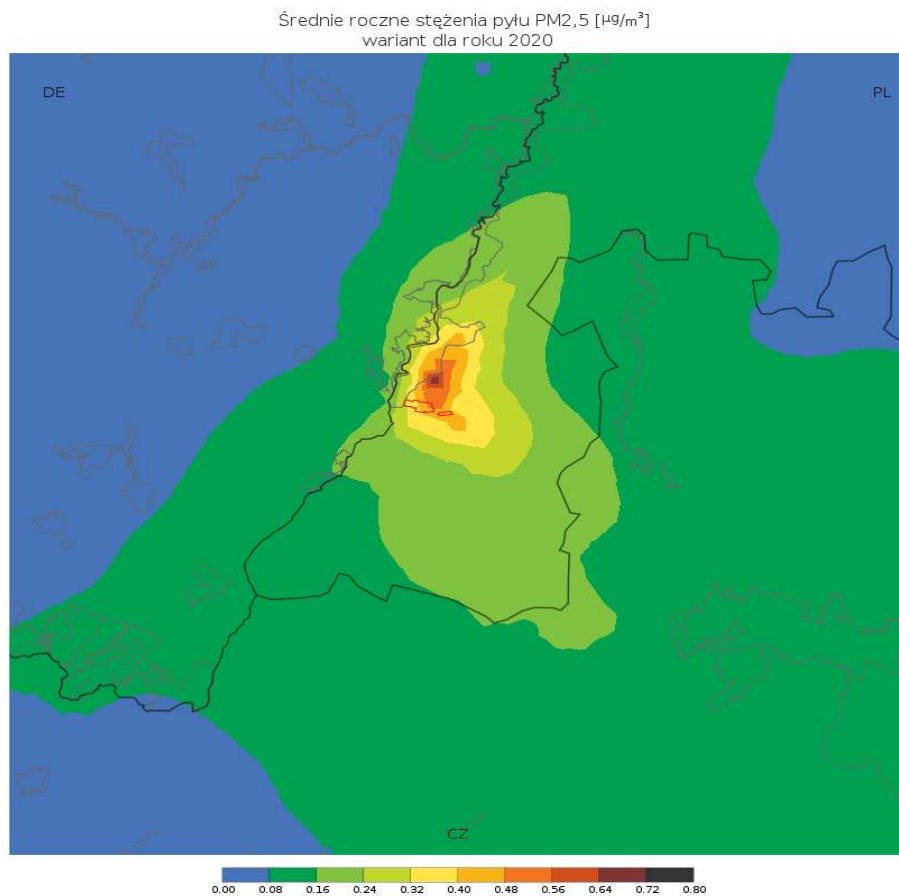 Średnie roczne stężenia pyłu PM2,5 [µg/m³]
wariant dla roku 2020
DE
PL
CZ
0.00 0.08 0.16 0.24 0.32 0.40 0.48 0.56 0.64 0.72 0.80